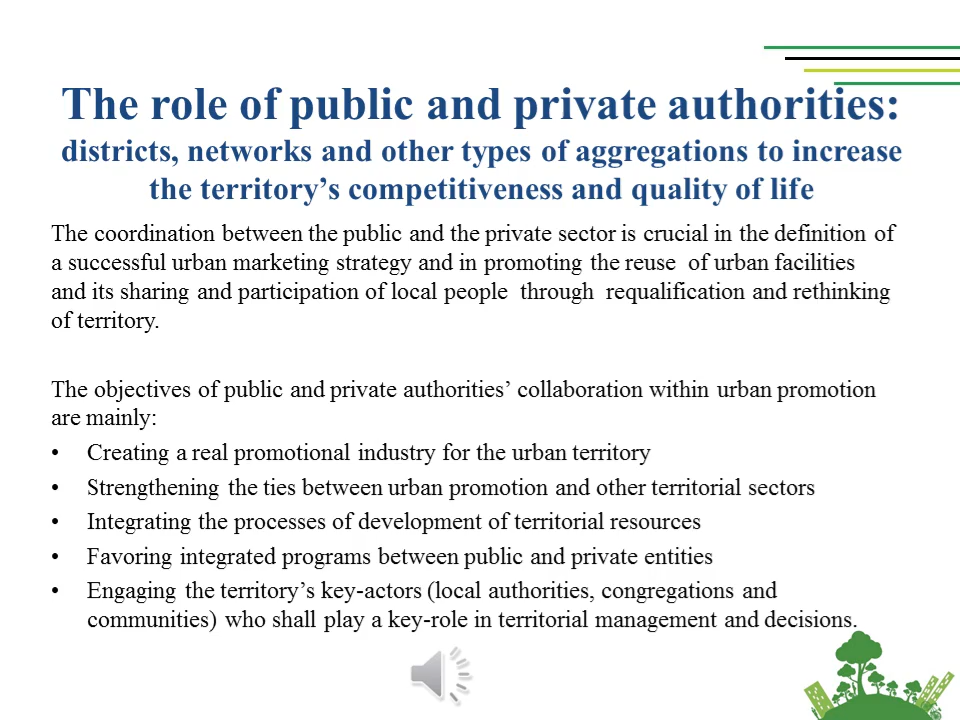 The role of public and private authorities:
districts, networks and other types of aggregations to increase
the territory’s competitiveness and quality of life
The coordination between the public and the private sector is crucial in the definition of
a successful urban marketing strategy and in promoting the reuse  of urban facilities
and its sharing and participation of local people  through  requalification and rethinking
of territory.
The objectives of public and private authorities’ collaboration within urban promotion
are mainly:
• Creating a real promotional industry for the urban territory
• Strengthening the ties between urban promotion and other territorial sectors
• Integrating the processes of development of territorial resources
• Favoring integrated programs between public and private entities
• Engaging the territory’s key-actors (local authorities, congregations and
communities) who shall play a key-role in territorial management and decisions.